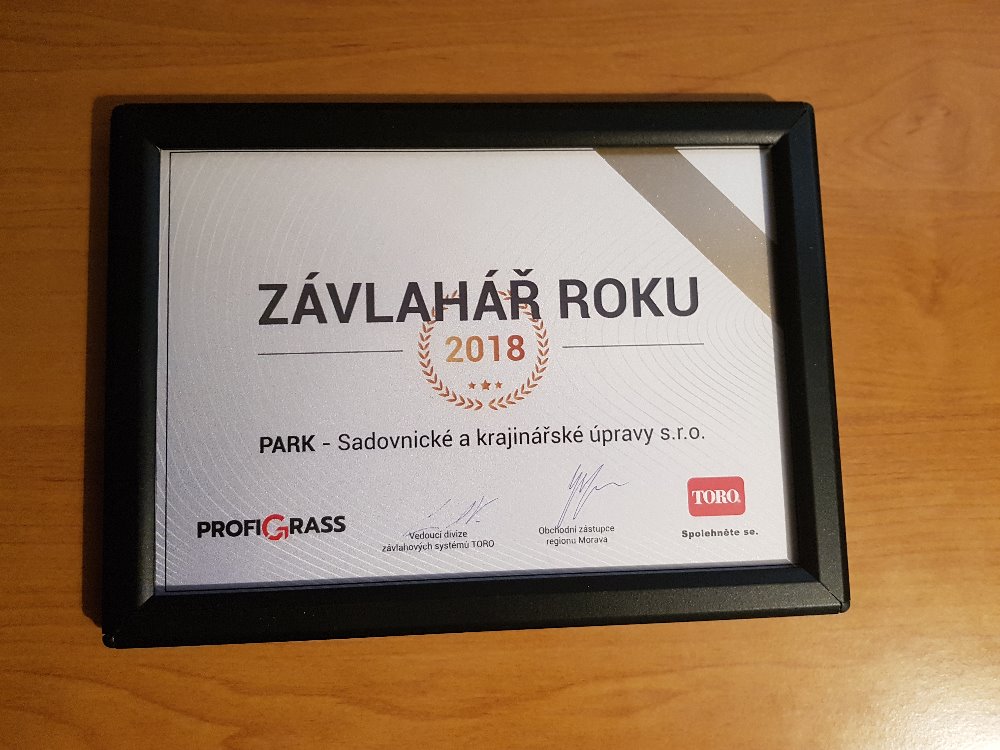 ZÁVLAHÁŘ ROKU
2018
PARK - Sadovnické a krajinářské úpravy s.r.o.
PROFIGRASS
Vedoucí divize
závlahových systémů TORO
Obchodní zástupce
regionu Morava
TORO.
Spolehněte se.